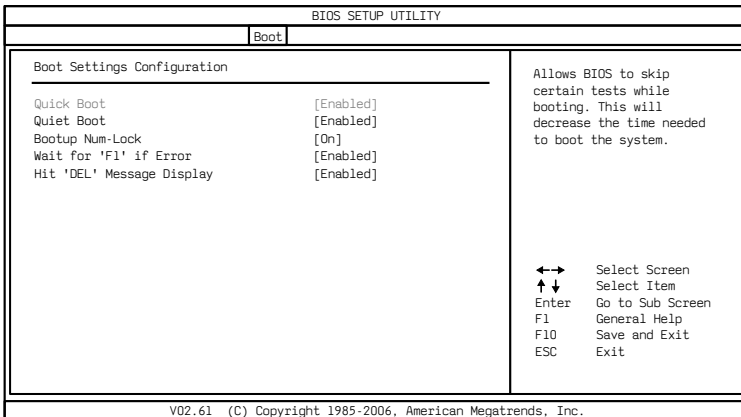 BIOS SETUP UTILITY
Boot
Boot Settings Configuration
Quick Boot [Enabled]
Quiet Boot [Enabled]
Bootup Num-Lock [On]
Wait for 'F1' if Error [Enabled]
Hit 'DEL' Message Display [Enabled]
Allows BIOS to skip
certain tests while
booting. This will
decrease the time needed
to boot the system.
←→ Select Screen
↑↓ Select Item
Enter Go to Sub Screen
F1 General Help
F10 Save and Exit
ESC Exit
V02.61 (C) Copyright 1985-2006, American Megatrends, Inc.